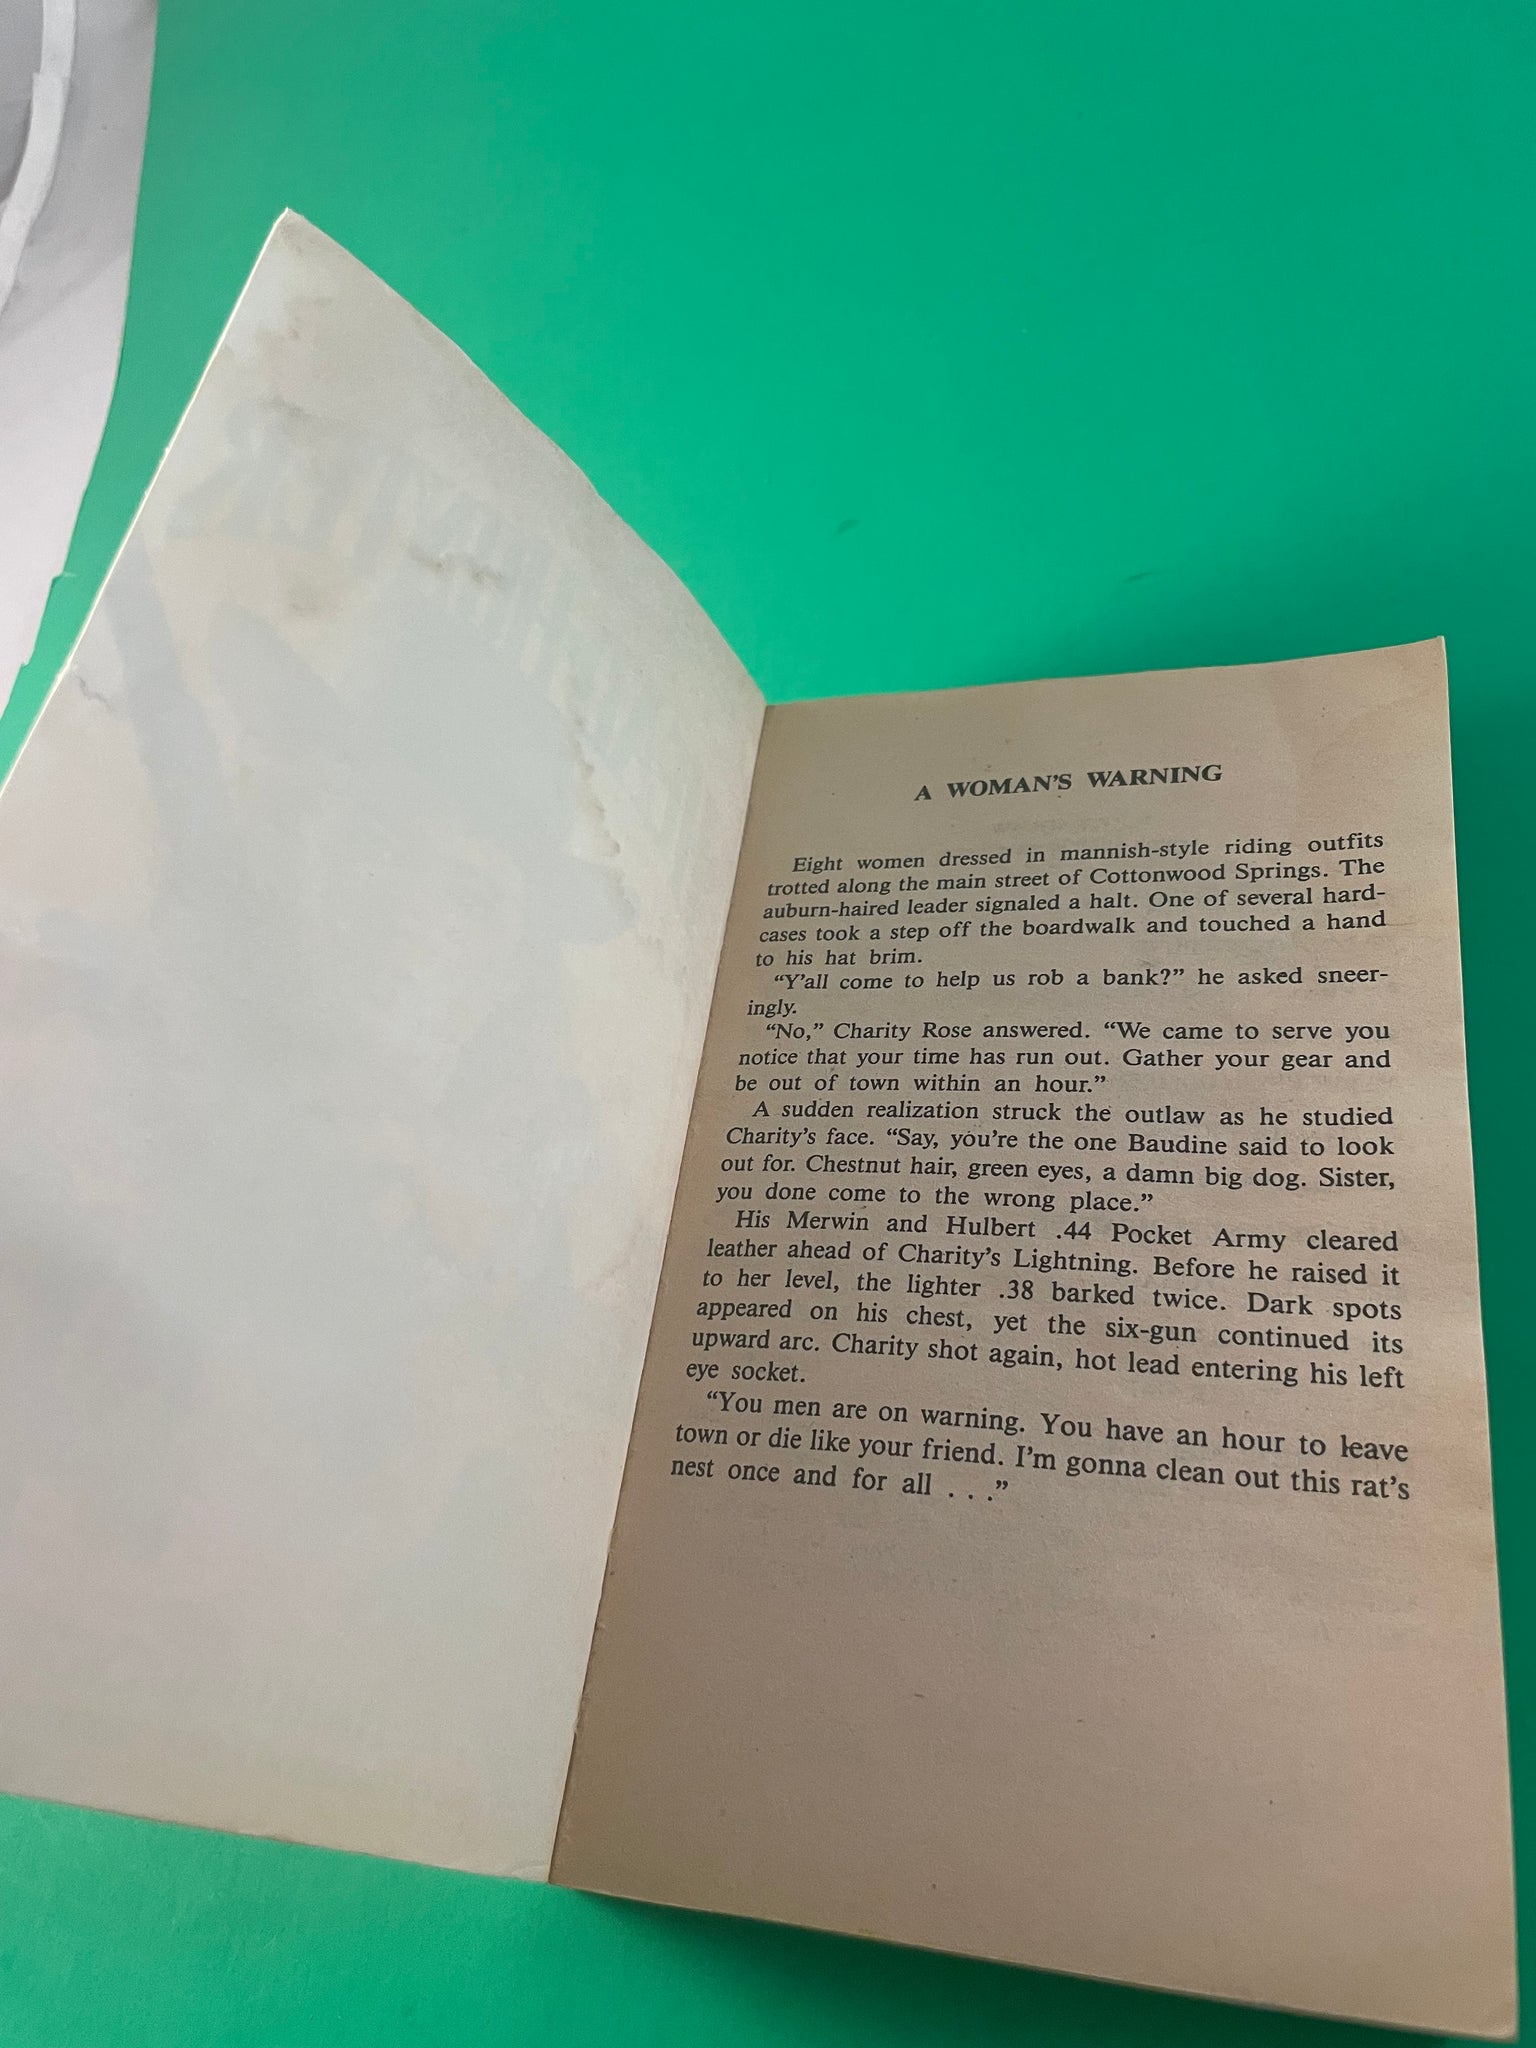 A WOMAN'S WARNING
Eight women dressed in mannish-style riding outfits
trotted along the main street of Cottonwood Springs. The
auburn-haired leader signaled a halt. One of several hard-
cases took a step off the boardwalk and touched a hand
to his hat brim.
“Y'all come to help us rob a bank?” he asked sneer-
ingly.
“No,” Charity Rose answered. “We came to serve you
notice that your time has run out. Gather your gear and
be out of town within an hour.”
A sudden realization struck the outlaw as he studied
Charity's face. “Say, you're the one Baudine said to look
out for. Chestnut hair, green eyes, a damn big dog. Sister,
you done come to the wrong place.”
His Merwin and Hulbert .44 Pocket Army cleared
leather ahead of Charity's Lightning. Before he raised it
to her level, the lighter .38 barked twice. Dark spots
appeared on his chest, yet the six-gun continued its
upward arc. Charity shot again, hot lead entering his left
eye socket.
“You men are on warning. You have an hour to leave
town or die like your friend. I'm gonna clean out this rat's
nest once and for all . . .”